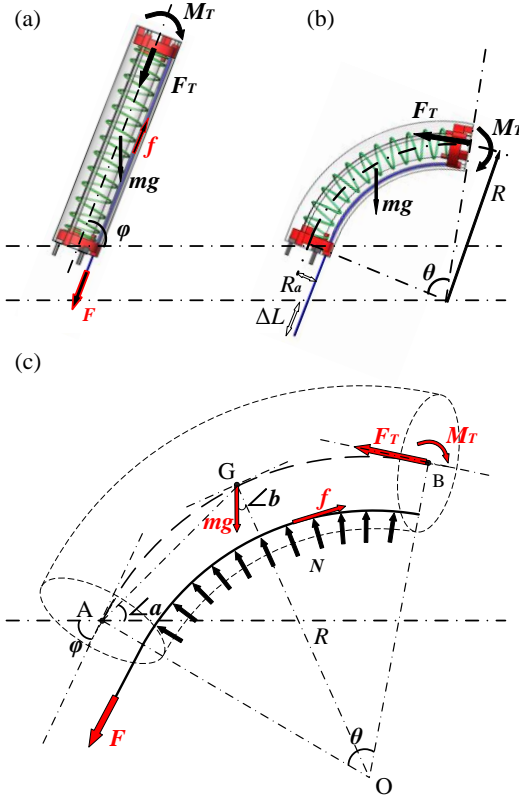 (a)
M_T
F_T
f
mg
φ
F
(b)
F_T
M_T
R
mg
θ
R_a
ΔL
(c)
F_T
M_T
B
G
∠b
f
mg
N
A
∠a
R
φ
F
θ
O